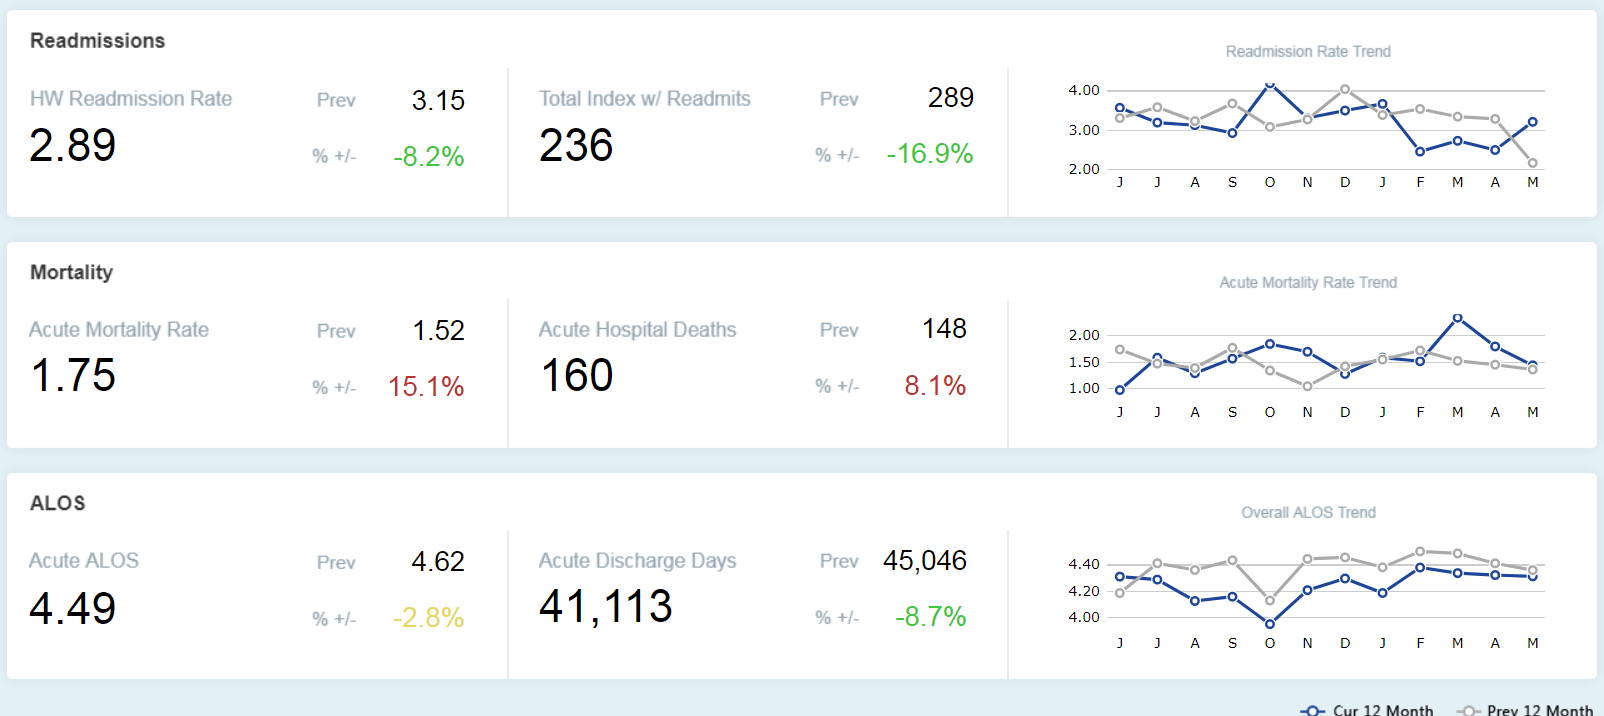 Readmissions
HW Readmission Rate
Prev
3.15
2.89
% +/-
-8.2%
Total Index w/ Readmits
Prev
289
236
% +/-
-16.9%
Readmission Rate Trend
4.00
3.00
2.00
J J A S O N D J F M A M
Mortality
Acute Mortality Rate
Prev
1.52
1.75
% +/-
15.1%
Acute Hospital Deaths
Prev
148
160
% +/-
8.1%
Acute Mortality Rate Trend
2.00
1.50
1.00
J J A S O N D J F M A M
ALOS
Acute ALOS
Prev
4.62
4.49
% +/-
-2.8%
Acute Discharge Days
Prev
45,046
41,113
% +/-
-8.7%
Overall ALOS Trend
4.40
4.20
4.00
J J A S O N D J F M A M
Cur 12 Month
Prev 12 Month